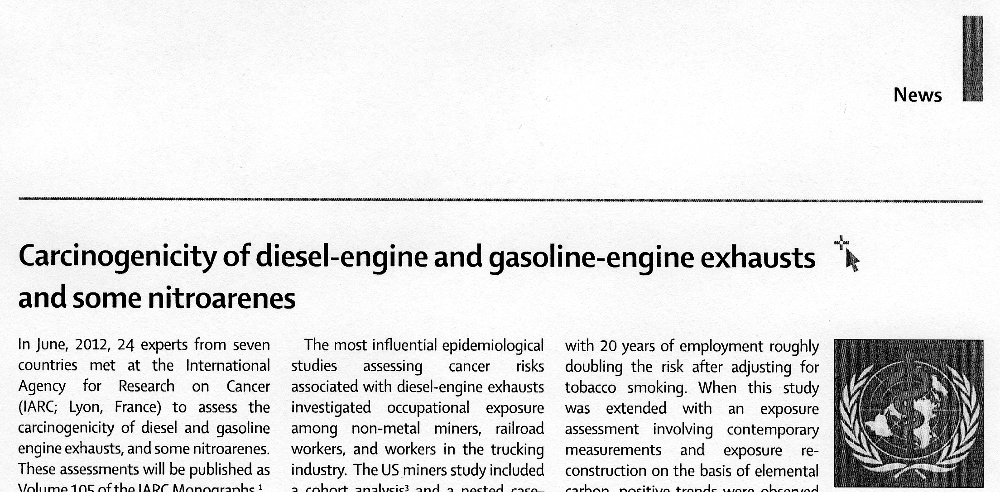 News
Carcinogenicity of diesel-engine and gasoline-engine exhausts
and some nitroarenes
In June, 2012, 24 experts from seven
countries met at the International
Agency for Research on Cancer
(IARC; Lyon, France) to assess the
carcinogenicity of diesel and gasoline
engine exhausts, and some nitroarenes.
These assessments will be published as
Volume 105 of the IARC Monographs.¹
The most influential epidemiological
studies assessing cancer risks
associated with diesel-engine exhausts
investigated occupational exposure
among non-metal miners, railroad
workers, and workers in the trucking
industry. The US miners study included
a cohort analysis³ and a nested case–
with 20 years of employment roughly
doubling the risk after adjusting for
tobacco smoking. When this study
was extended with an exposure
assessment involving contemporary
measurements and exposure re-
construction on the basis of elemental
carbon, positive trends were observed